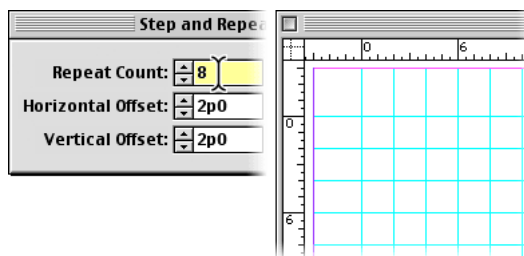 Step and Repea
Repeat Count: 8
Horizontal Offset: 2p0
Vertical Offset: 2p0
0 6
0
6